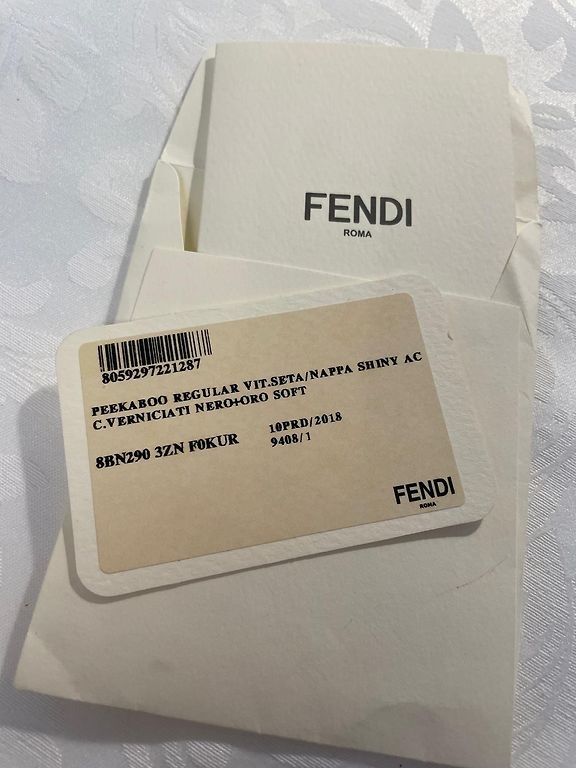 FENDI
ROMA
8059297221287
PEEKABOO REGULAR VIT.SETA/NAPPA SHINY AC
C.VERNICIATI NERO+ORO SOFT
8BN290 3ZN F0KUR 10PRD/2018
9408/1
FENDI
ROMA